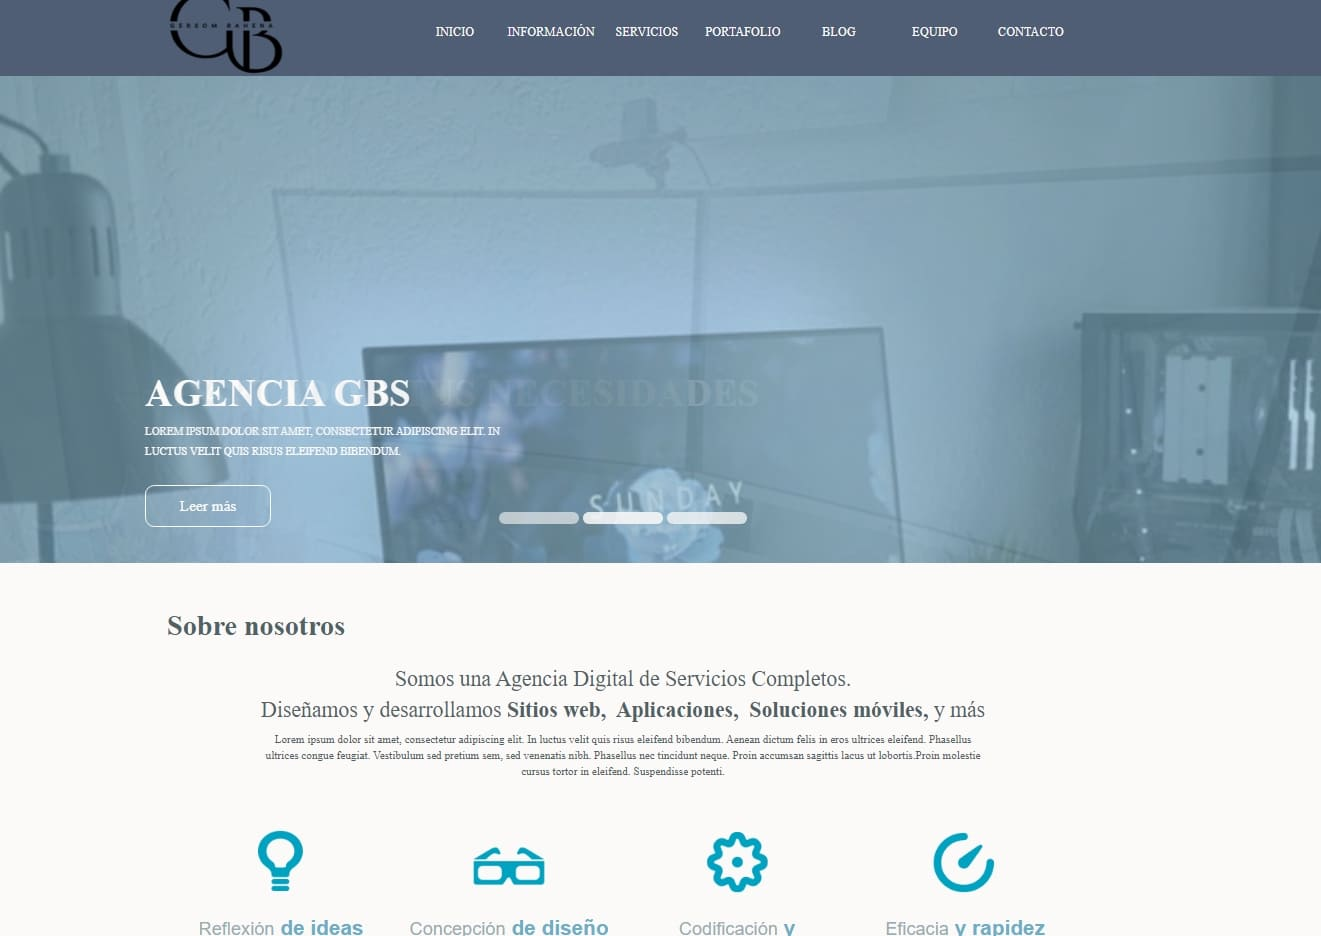 GERSOM BAHENA
GB
INICIO INFORMACIÓN SERVICIOS PORTAFOLIO BLOG EQUIPO CONTACTO
AGENCIA GBS
US NECESIDADES
LOREM IPSUM DOLOR SIT AMET, CONSECTETUR ADIPISCING ELIT. IN
LUCTUS VELIT QUIS RISUS ELEIFEND BIBENDUM.
SUNDAY
Leer más
Sobre nosotros
Somos una Agencia Digital de Servicios Completos.
Diseñamos y desarrollamos Sitios web, Aplicaciones, Soluciones móviles, y más
Lorem ipsum dolor sit amet, consectetur adipiscing elit. In luctus velit quis risus eleifend bibendum. Aenean dictum felis in eros ultrices eleifend. Phasellus
ultrices congue feugiat. Vestibulum sed pretium sem, sed venenatis nibh. Phasellus nec tincidunt neque. Proin accumsan sagittis lacus ut lobortis.Proin molestie
cursus tortor in eleifend. Suspendisse potenti.
Reflexión de ideas Concepción de diseño Codificación y Eficacia y rapidez